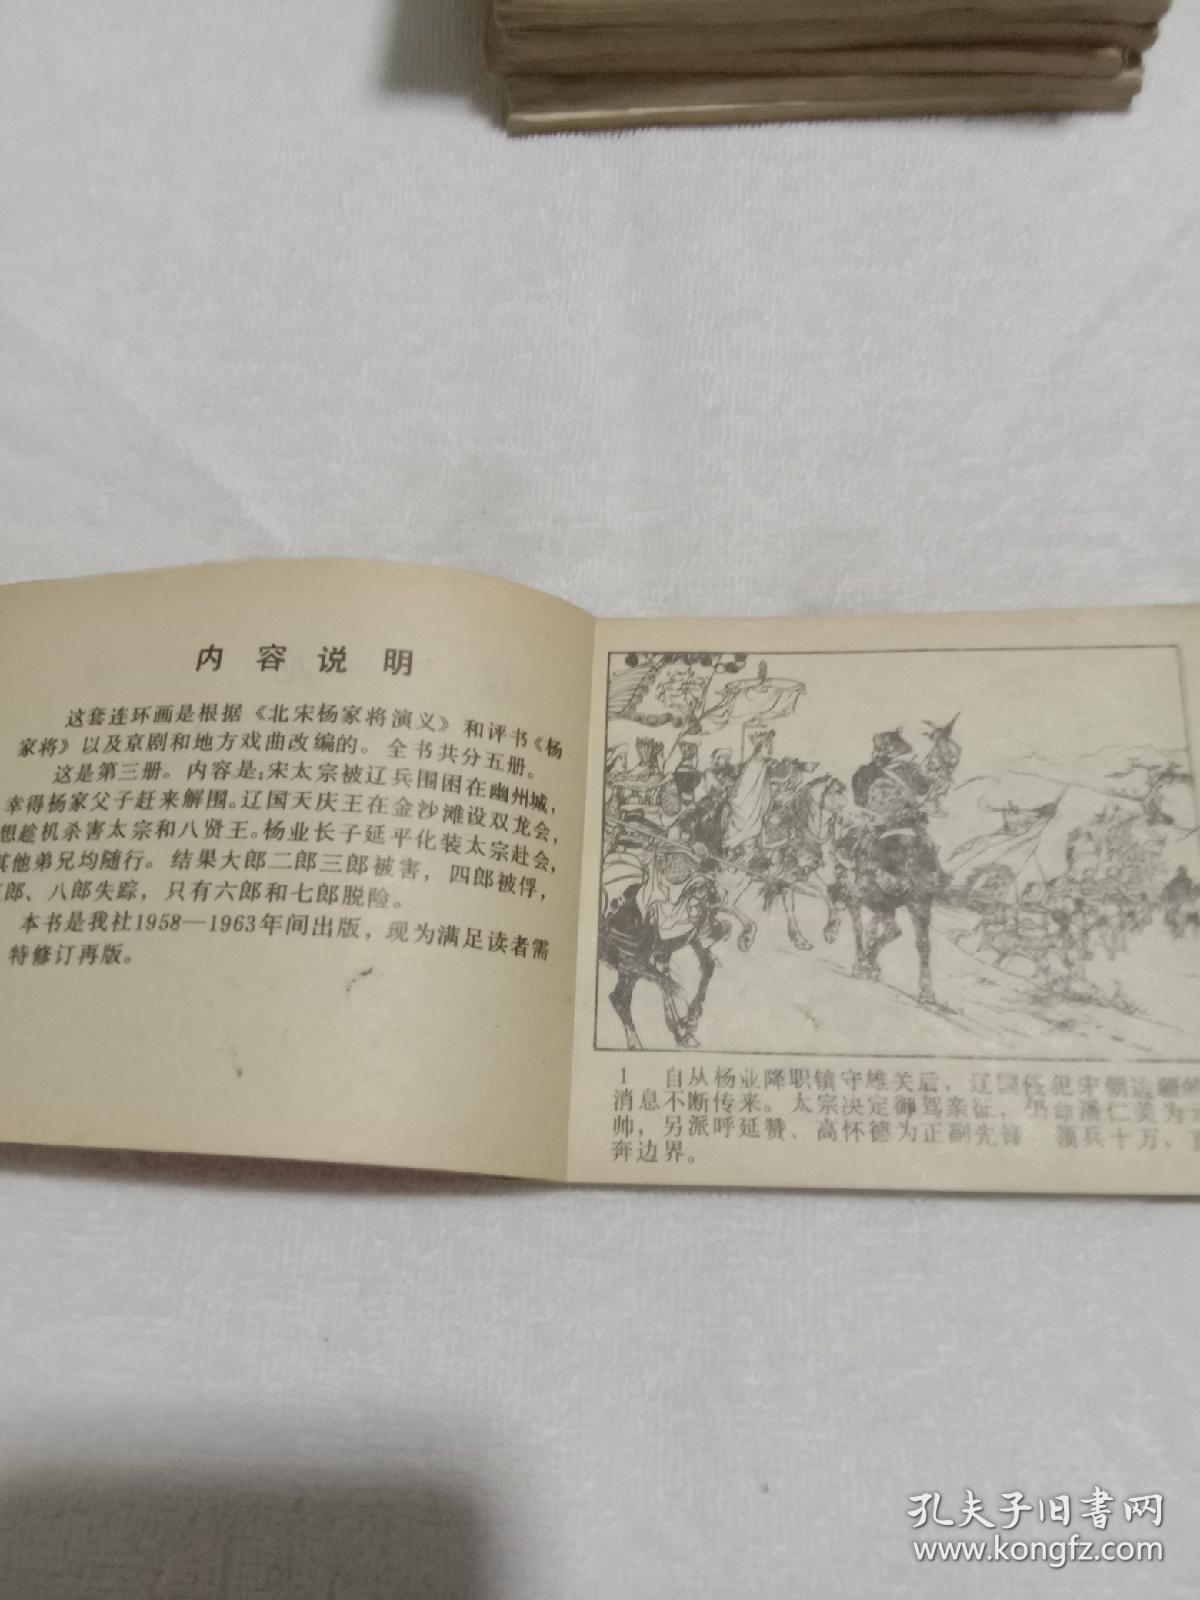 内容说明
这套连环画是根据《北宋杨家将演义》和评书《杨
家将》以及京剧和地方戏曲改编的。全书共分五册。
这是第三册。内容是：宋太宗被辽兵围困在幽州城，
幸得杨家父子赶来解围。辽国天庆王在金沙滩设双龙会，
想趁机杀害太宗和八贤王。杨业长子延平化装太宗赴会，
其他弟兄均随行。结果大郎二郎三郎被害，四郎被俘，
郎、八郎失踪，只有六郎和七郎脱险。
本书是我社1958—1963年间出版，现为满足读者需
特修订再版。
1 自从杨业降职镇守雄关后，辽国侵犯宋朝边疆的
消息不断传来。太宗决定御驾亲征，仍命潘仁美为
帅，另派呼延赞、高怀德为正副先锋 领兵十万，
奔边界。
孔夫子旧书网
www.kongfz.com